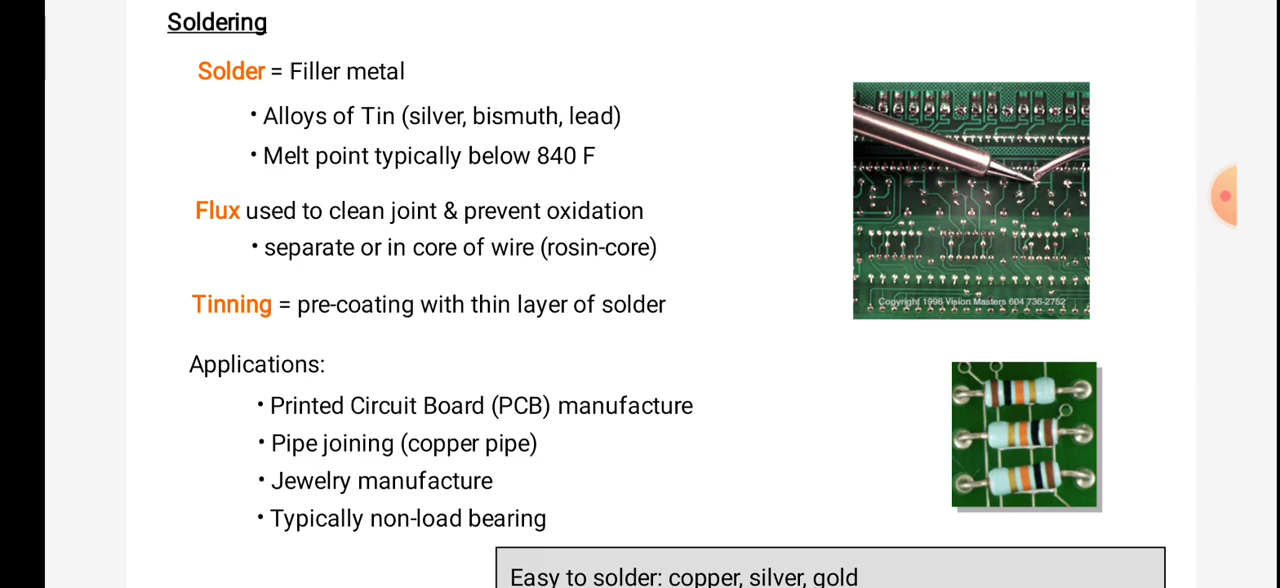 Soldering
Solder = Filler metal
• Alloys of Tin (silver, bismuth, lead)
• Melt point typically below 840 F
Flux used to clean joint & prevent oxidation
• separate or in core of wire (rosin-core)
Tinning = pre-coating with thin layer of solder
Applications:
• Printed Circuit Board (PCB) manufacture
• Pipe joining (copper pipe)
• Jewelry manufacture
• Typically non-load bearing
Easy to solder: copper, silver, gold
Copyright 1998 Vision Masters 604 736-2752